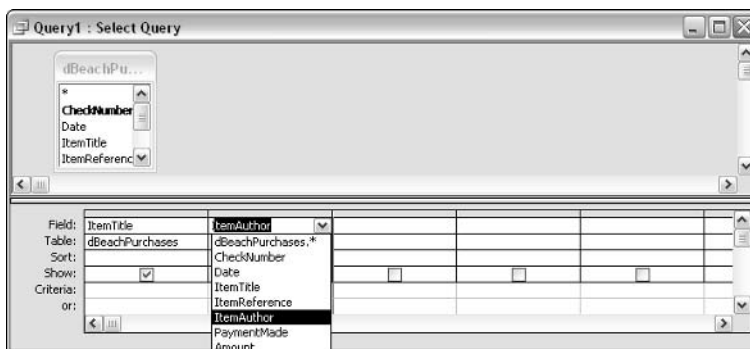 Query1 : Select Query
dBeachPu...
*
CheckNumber
Date
ItemTitle
ItemReferenc
Field: ItemTitle ItemAuthor
Table: dBeachPurchases dBeachPurchases.*
Sort: CheckNumber
Show: Date
Criteria: ItemTitle
or: ItemReference
ItemAuthor
PaymentMade
Amount